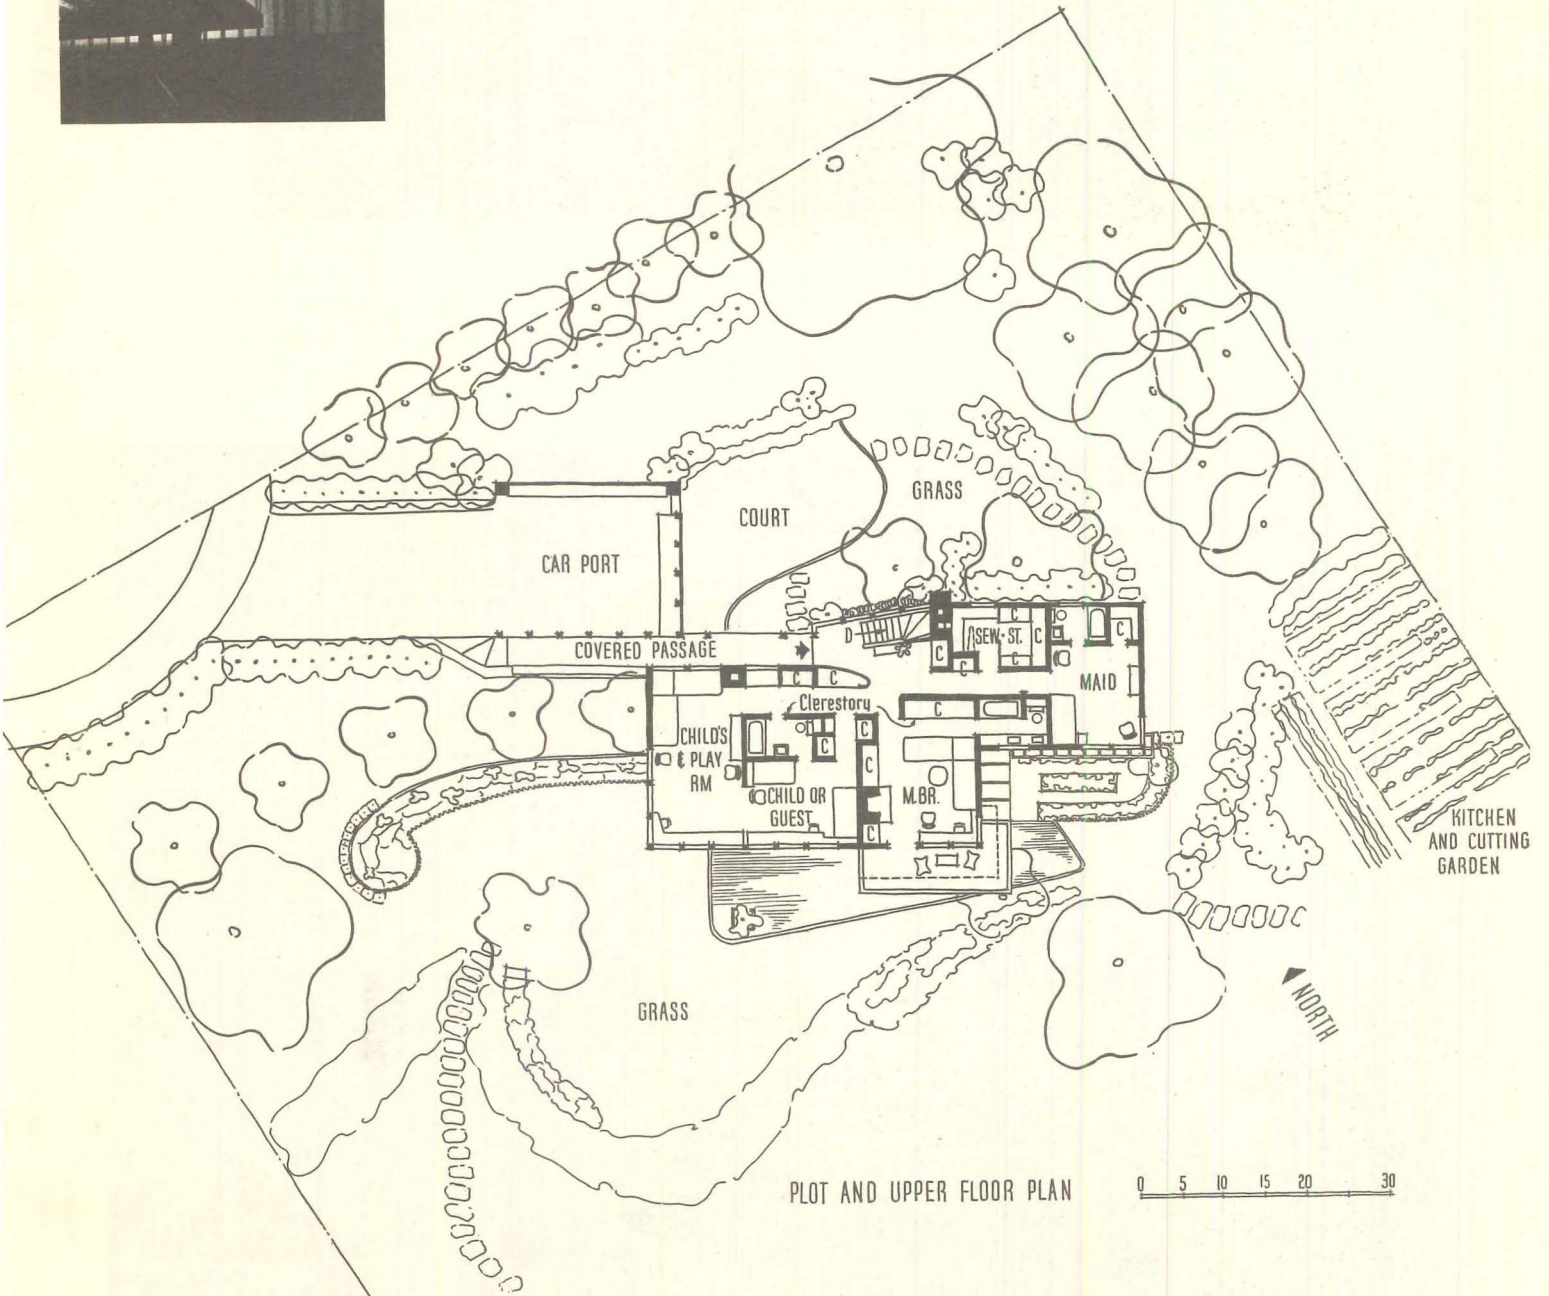 GRASS
COURT
CAR PORT
D
C
SEW. ST.
C
C
C
C
C
COVERED PASSAGE
MAID
C
C
Clerestory
C
C
CHILD'S
& PLAY
RM
C
C
CHILD OR
GUEST
M.BR.
C
KITCHEN
AND CUTTING
GARDEN
GRASS
NORTH
PLOT AND UPPER FLOOR PLAN
0 5 10 15 20 30